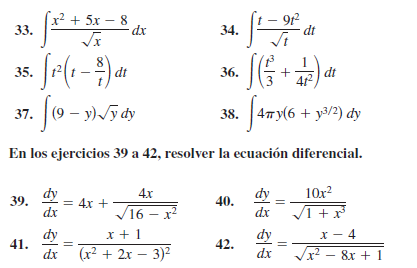 33. ∫ (x² + 5x − 8)/√x dx 34. ∫ (t − 9t²)/√t dt
35. ∫ t²(t − 8/t) dt 36. ∫ (t³/3 + 1/(4t²)) dt
37. ∫ (9 − y)√y dy 38. ∫ 4πy(6 + y^(3/2)) dy
En los ejercicios 39 a 42, resolver la ecuación diferencial.
39. dy/dx = 4x + 4x/√(16 − x²) 40. dy/dx = 10x²/√(1 + x³)
41. dy/dx = (x + 1)/(x² + 2x − 3)² 42. dy/dx = (x − 4)/√(x² − 8x + 1)